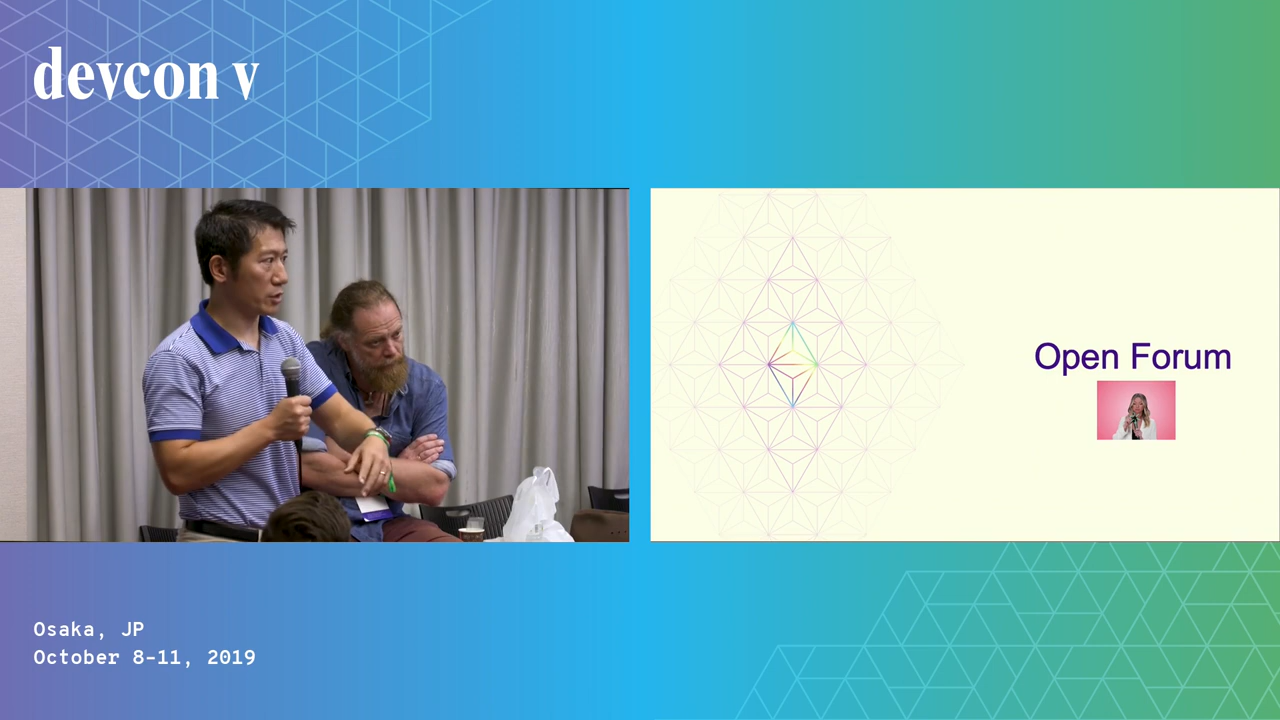 devcon v
Open Forum
Osaka, JP
October 8-11, 2019